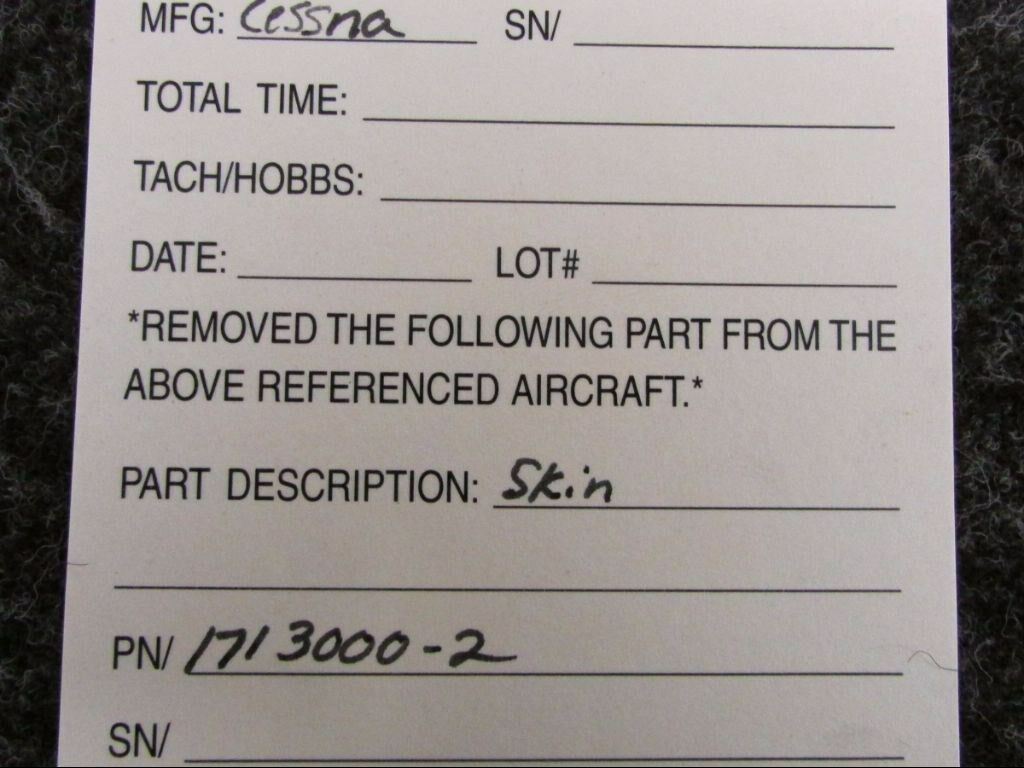 MFG: Cessna SN/
TOTAL TIME:
TACH/HOBBS:
DATE: LOT#
*REMOVED THE FOLLOWING PART FROM THE
ABOVE REFERENCED AIRCRAFT.*
PART DESCRIPTION: Skin
PN/ 1713000-2
SN/